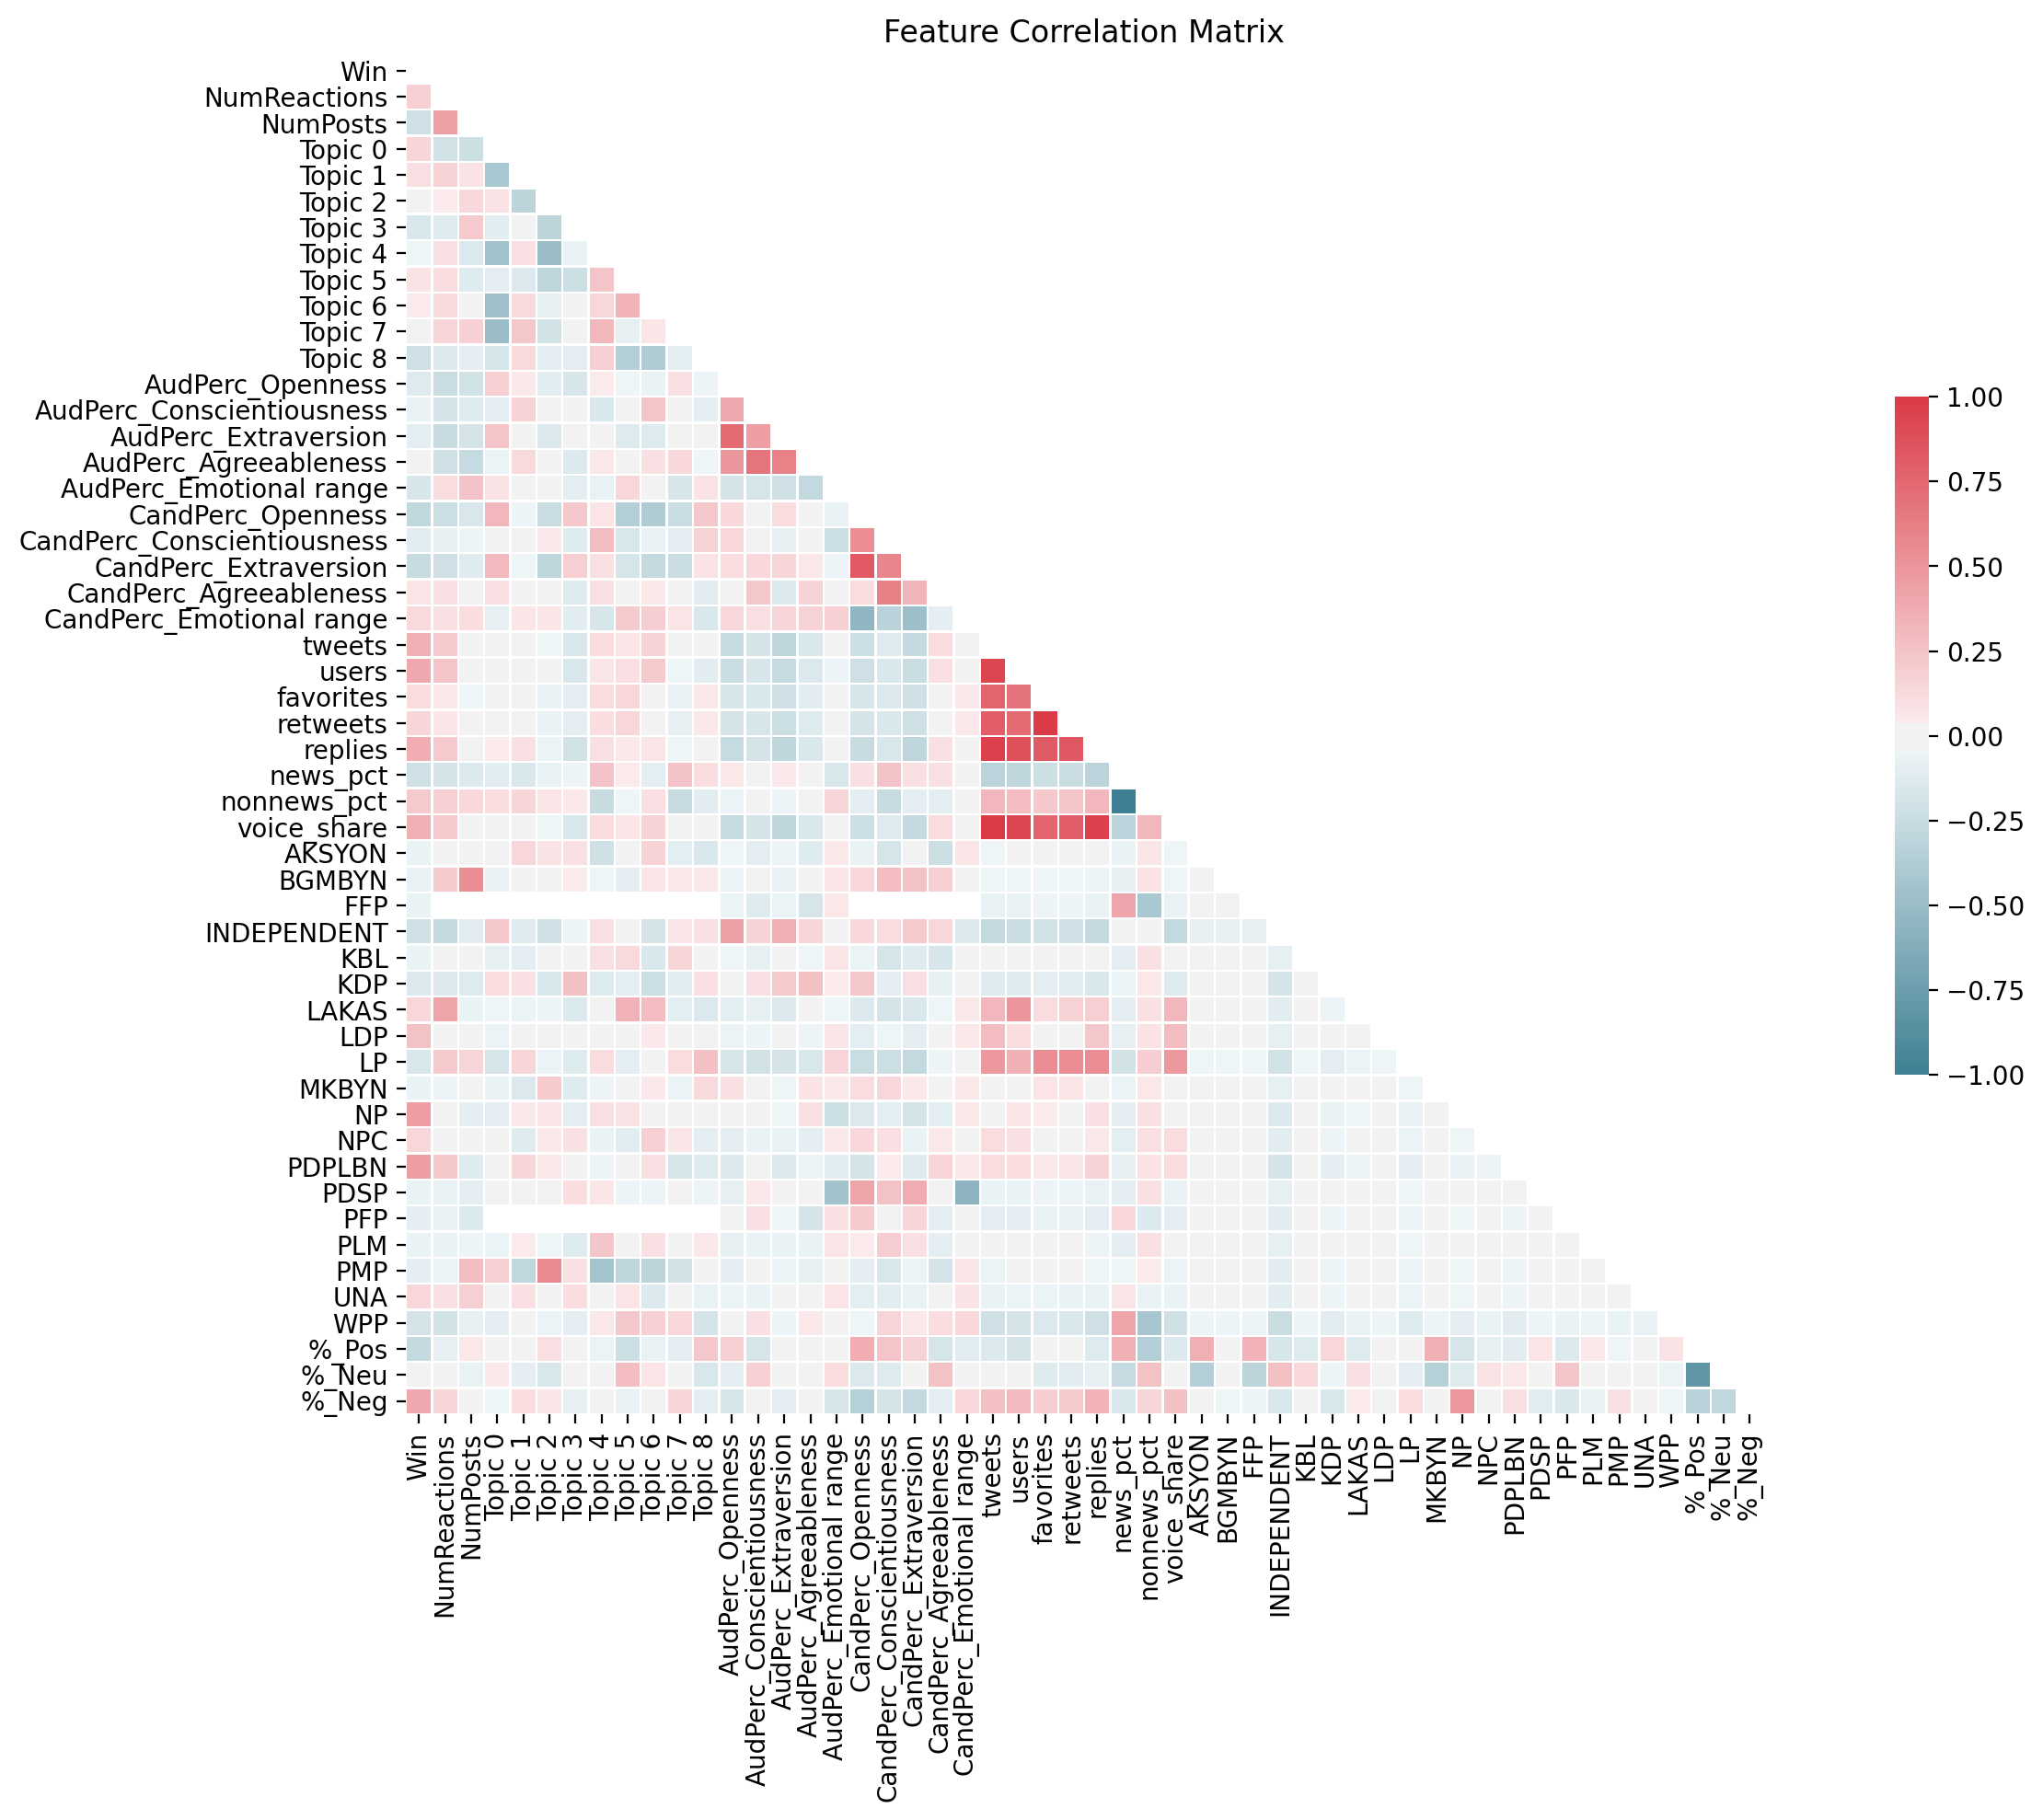 Feature Correlation Matrix
Win
NumReactions
NumPosts
Topic 0
Topic 1
Topic 2
Topic 3
Topic 4
Topic 5
Topic 6
Topic 7
Topic 8
AudPerc_Openness
AudPerc_Conscientiousness
AudPerc_Extraversion
AudPerc_Agreeableness
AudPerc_Emotional range
CandPerc_Openness
CandPerc_Conscientiousness
CandPerc_Extraversion
CandPerc_Agreeableness
CandPerc_Emotional range
tweets
users
favorites
retweets
replies
news_pct
nonnews_pct
voice_share
AKSYON
BGMBYN
FFP
INDEPENDENT
KBL
KDP
LAKAS
LDP
LP
MKBYN
NP
NPC
PDPLBN
PDSP
PFP
PLM
PMP
UNA
WPP
%_Pos
%_Neu
%_Neg
Win
NumReactions
NumPosts
Topic 0
Topic 1
Topic 2
Topic 3
Topic 4
Topic 5
Topic 6
Topic 7
Topic 8
AudPerc_Openness
AudPerc_Conscientiousness
AudPerc_Extraversion
AudPerc_Agreeableness
AudPerc_Emotional range
CandPerc_Openness
CandPerc_Conscientiousness
CandPerc_Extraversion
CandPerc_Agreeableness
CandPerc_Emotional range
tweets
users
favorites
retweets
replies
news_pct
nonnews_pct
voice_share
AKSYON
BGMBYN
FFP
INDEPENDENT
KBL
KDP
LAKAS
LDP
LP
MKBYN
NP
NPC
PDPLBN
PDSP
PFP
PLM
PMP
UNA
WPP
%_Pos
%_Neu
%_Neg
1.00
0.75
0.50
0.25
0.00
−0.25
−0.50
−0.75
−1.00